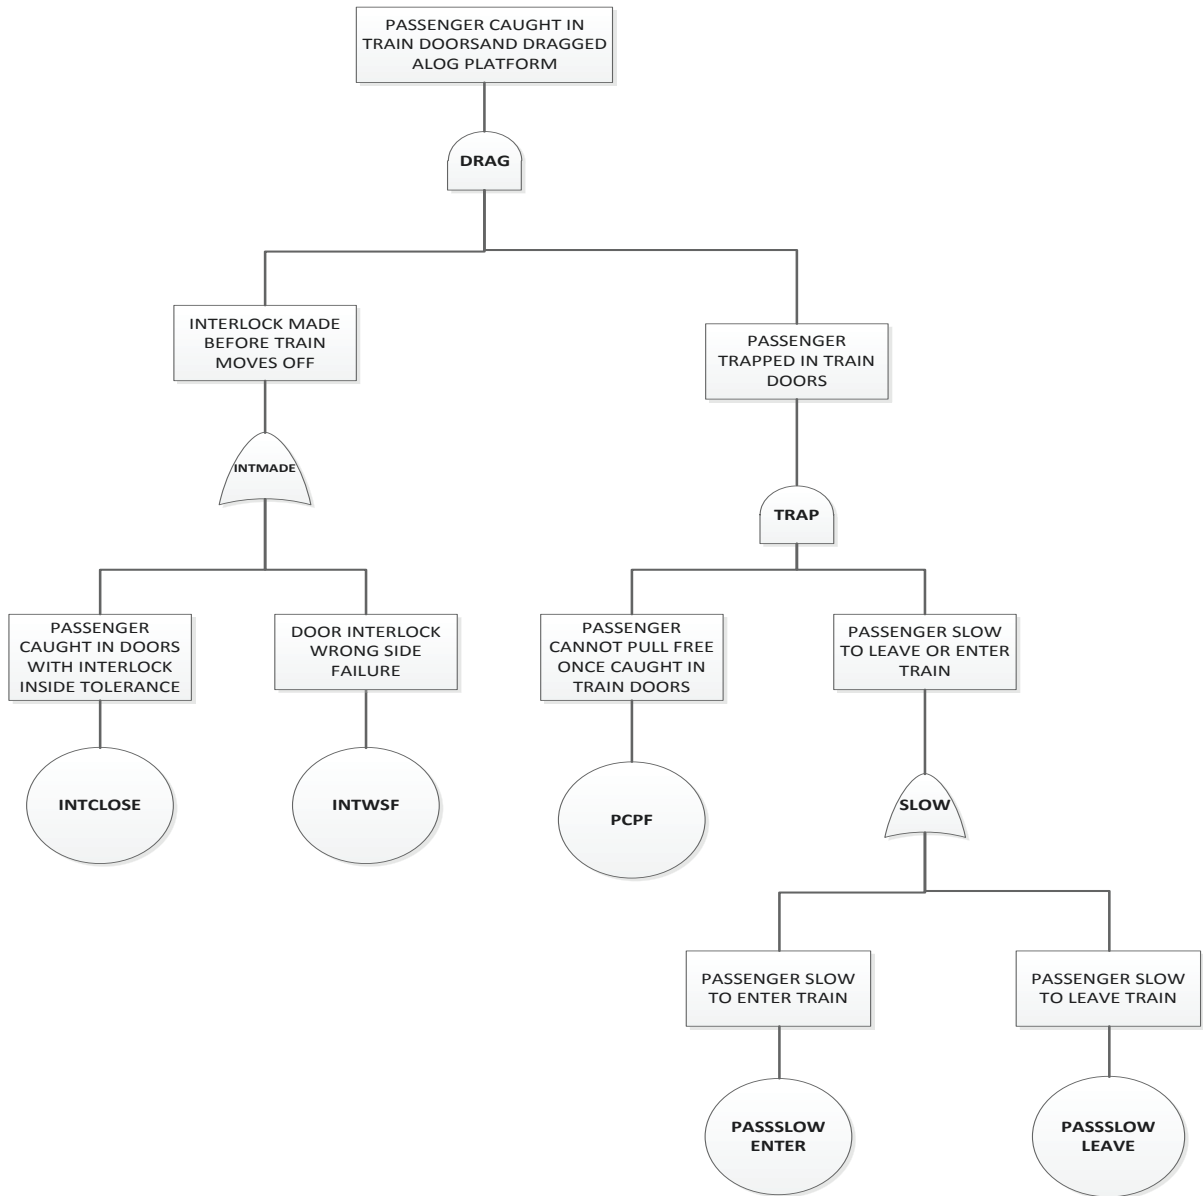 PASSENGER CAUGHT IN
TRAIN DOORSAND DRAGGED
ALOG PLATFORM
DRAG
INTERLOCK MADE
BEFORE TRAIN
MOVES OFF
PASSENGER
TRAPPED IN TRAIN
DOORS
INTMADE
TRAP
PASSENGER
CAUGHT IN DOORS
WITH INTERLOCK
INSIDE TOLERANCE
DOOR INTERLOCK
WRONG SIDE
FAILURE
PASSENGER
CANNOT PULL FREE
ONCE CAUGHT IN
TRAIN DOORS
PASSENGER SLOW
TO LEAVE OR ENTER
TRAIN
INTCLOSE
INTWSF
PCPF
SLOW
PASSENGER SLOW
TO ENTER TRAIN
PASSENGER SLOW
TO LEAVE TRAIN
PASSSLOW
ENTER
PASSSLOW
LEAVE